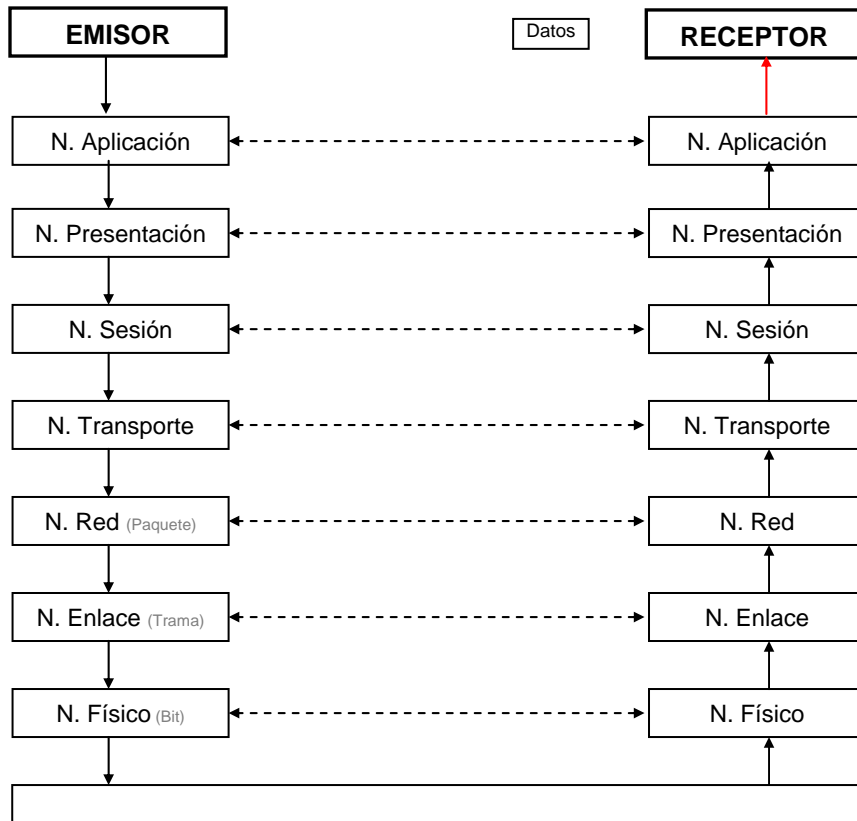 EMISOR
Datos
RECEPTOR
N. Aplicación
N. Aplicación
N. Presentación
N. Presentación
N. Sesión
N. Sesión
N. Transporte
N. Transporte
N. Red (Paquete)
N. Red
N. Enlace (Trama)
N. Enlace
N. Físico (Bit)
N. Físico